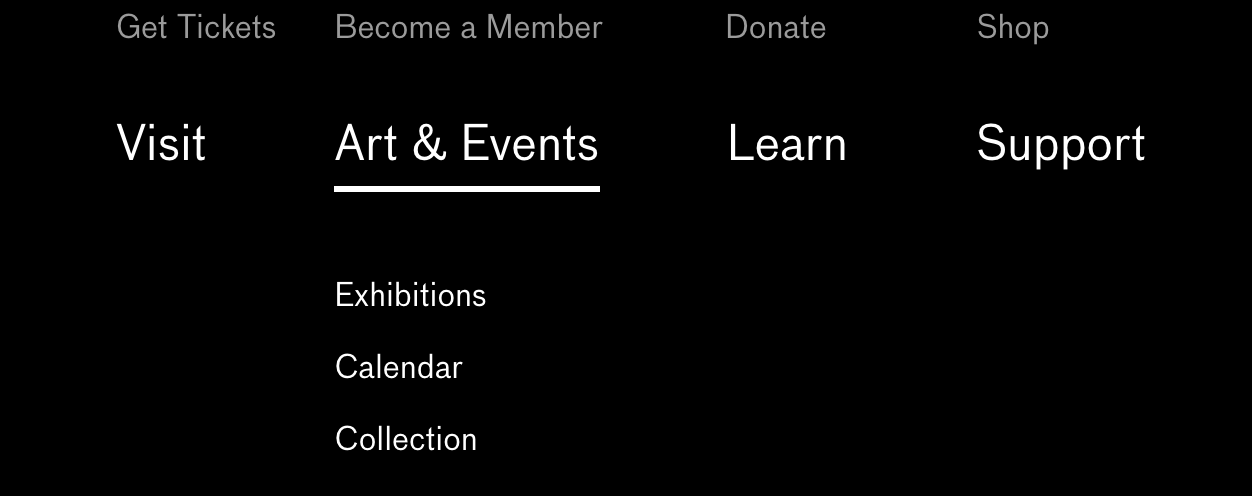 Get Tickets Become a Member Donate Shop
Visit Art & Events Learn Support
Exhibitions
Calendar
Collection